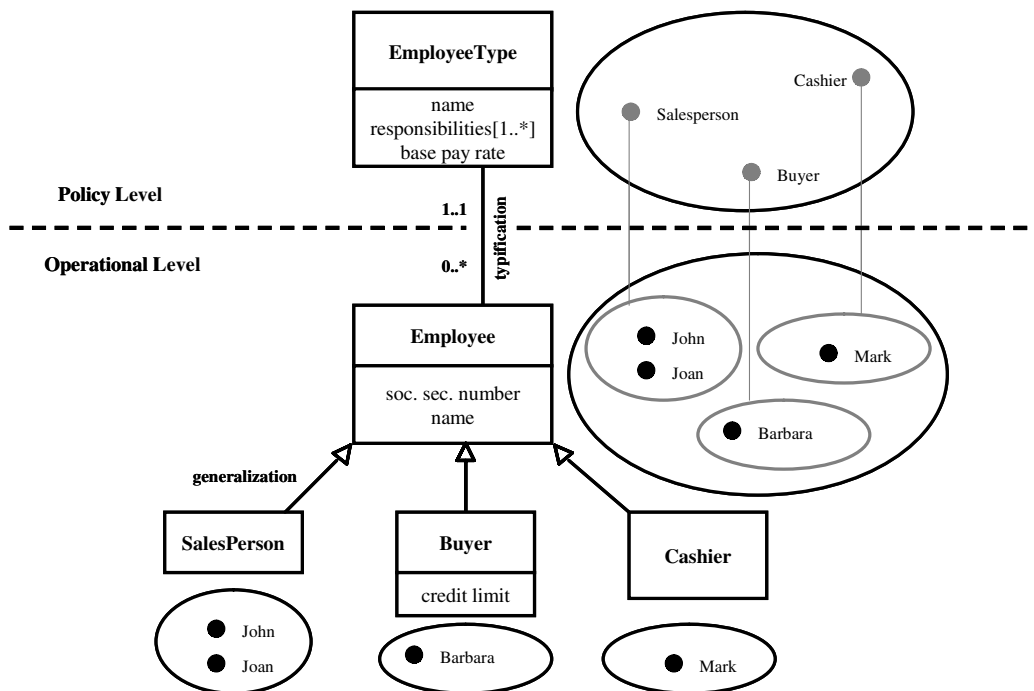 EmployeeType
name
responsibilities[1..*]
base pay rate
Cashier
Salesperson
Buyer
Policy Level
1..1
typification
Operational Level
0..*
Employee
soc. sec. number
name
John
Joan
Mark
Barbara
generalization
SalesPerson
Buyer
credit limit
Cashier
John
Joan
Barbara
Mark